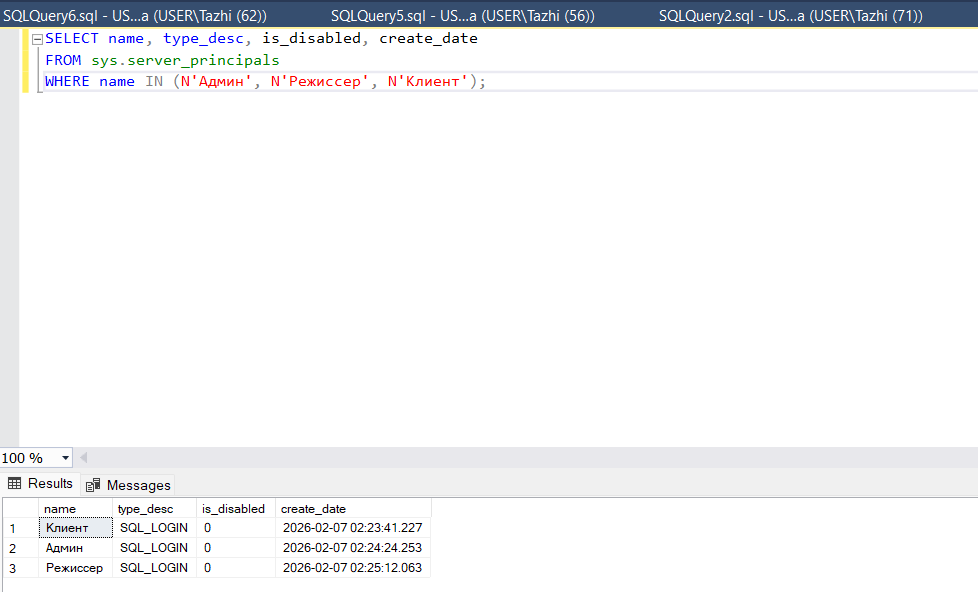 SQLQuery6.sql - US...a (USER\Tazhi (62)) SQLQuery5.sql - US...a (USER\Tazhi (56)) SQLQuery2.sql - US...a (USER\Tazhi (71))
SELECT name, type_desc, is_disabled, create_date
FROM sys.server_principals
WHERE name IN (N'Админ', N'Режиссер', N'Клиент');
100 %
Results Messages
name type_desc is_disabled create_date
1 Клиент SQL_LOGIN 0 2026-02-07 02:23:41.227
2 Админ SQL_LOGIN 0 2026-02-07 02:24:24.253
3 Режиссер SQL_LOGIN 0 2026-02-07 02:25:12.063